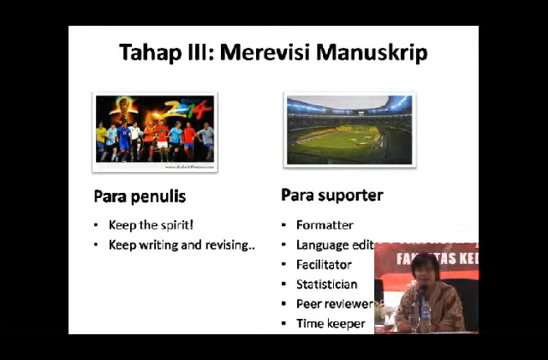 Tahap III: Merevisi Manuskrip
2014
Para penulis
Keep the spirit!
Keep writing and revising..
Para suporter
Formatter
Language edit
Facilitator
Statistician
Peer reviewer
Time keeper
FAKULTAS KED